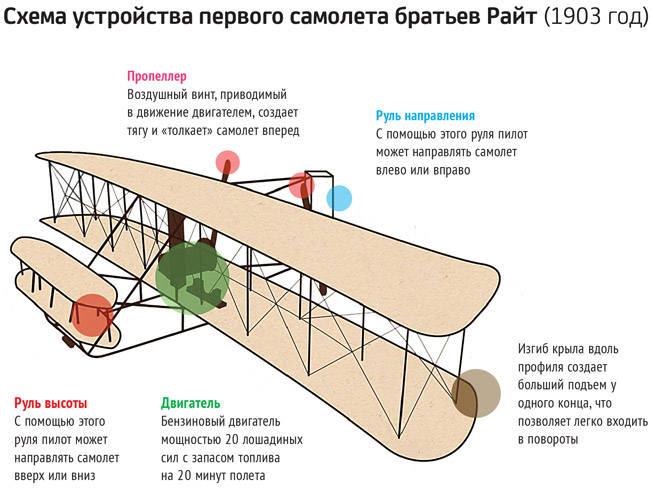 Схема устройства первого самолета братьев Райт (1903 год)
Пропеллер
Воздушный винт, приводимый
в движение двигателем, создает
тягу и «толкает» самолет вперед
Руль направления
С помощью этого руля пилот
может направлять самолет
влево или вправо
Изгиб крыла вдоль
профиля создает
больший подъем у
одного конца, что
позволяет легко входить
в повороты
Руль высоты
С помощью этого
руля пилот может
направлять самолет
вверх или вниз
Двигатель
Бензиновый двигатель
мощностью 20 лошадиных
сил с запасом топлива
на 20 минут полета